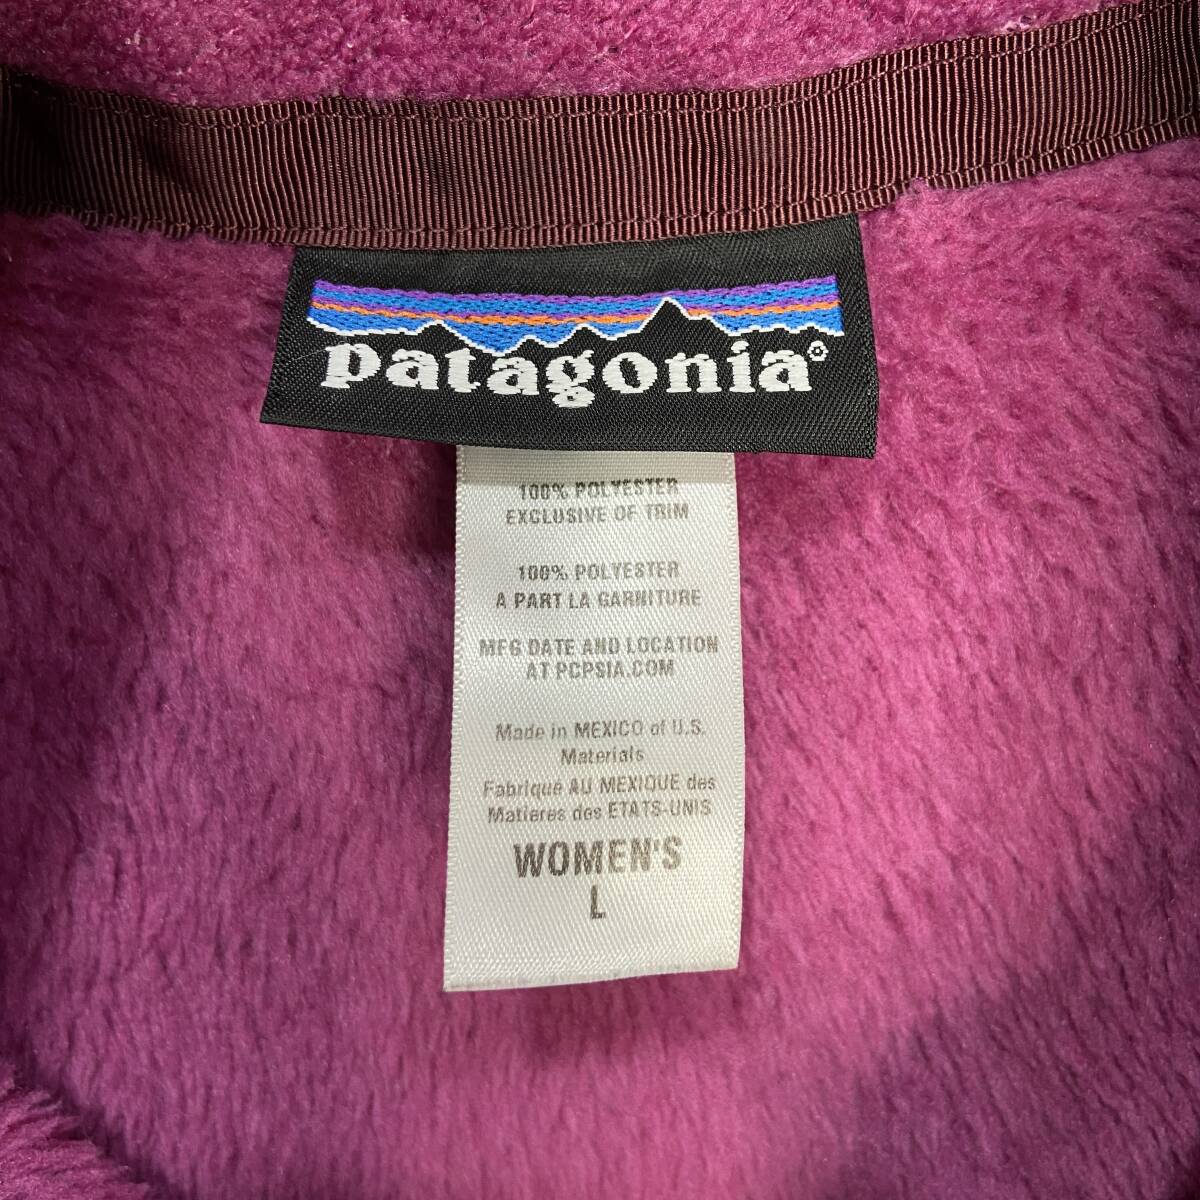 patagonia®
100% POLYESTER
EXCLUSIVE OF TRIM
100% POLYESTER
A PART LA GARNITURE
MFG DATE AND LOCATION
AT PCPSIA.COM
Made in MEXICO of U.S.
Materials
Fabriqué AU MEXIQUE des
Matieres des ETATS-UNIS
WOMEN'S
L